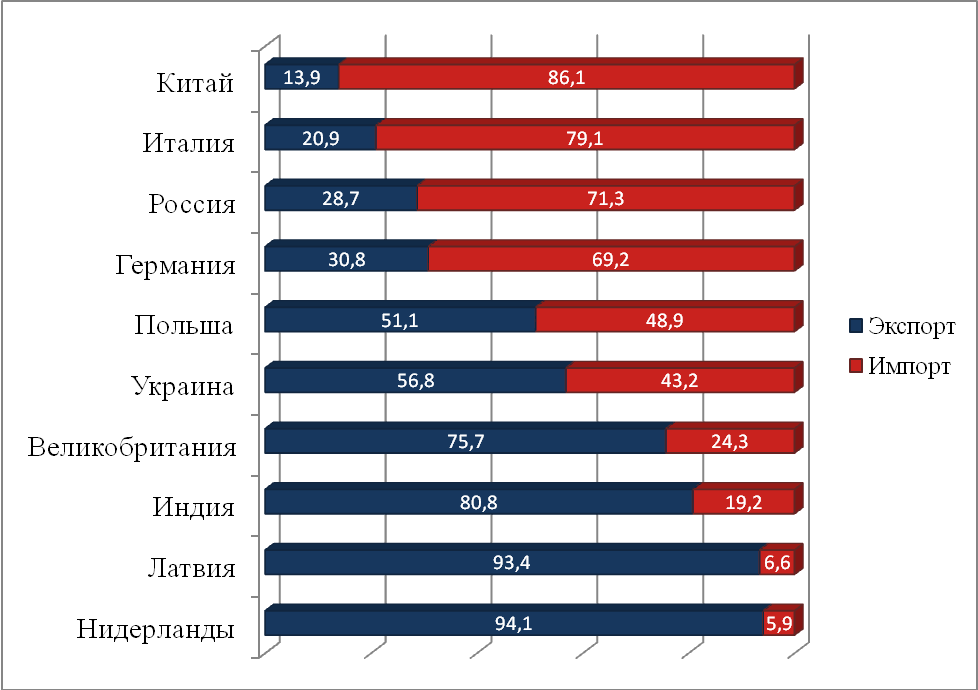 Китай 13,9 86,1
Италия 20,9 79,1
Россия 28,7 71,3
Германия 30,8 69,2
Польша 51,1 48,9
Украина 56,8 43,2
Великобритания 75,7 24,3
Индия 80,8 19,2
Латвия 93,4 6,6
Нидерланды 94,1 5,9
Экспорт
Импорт